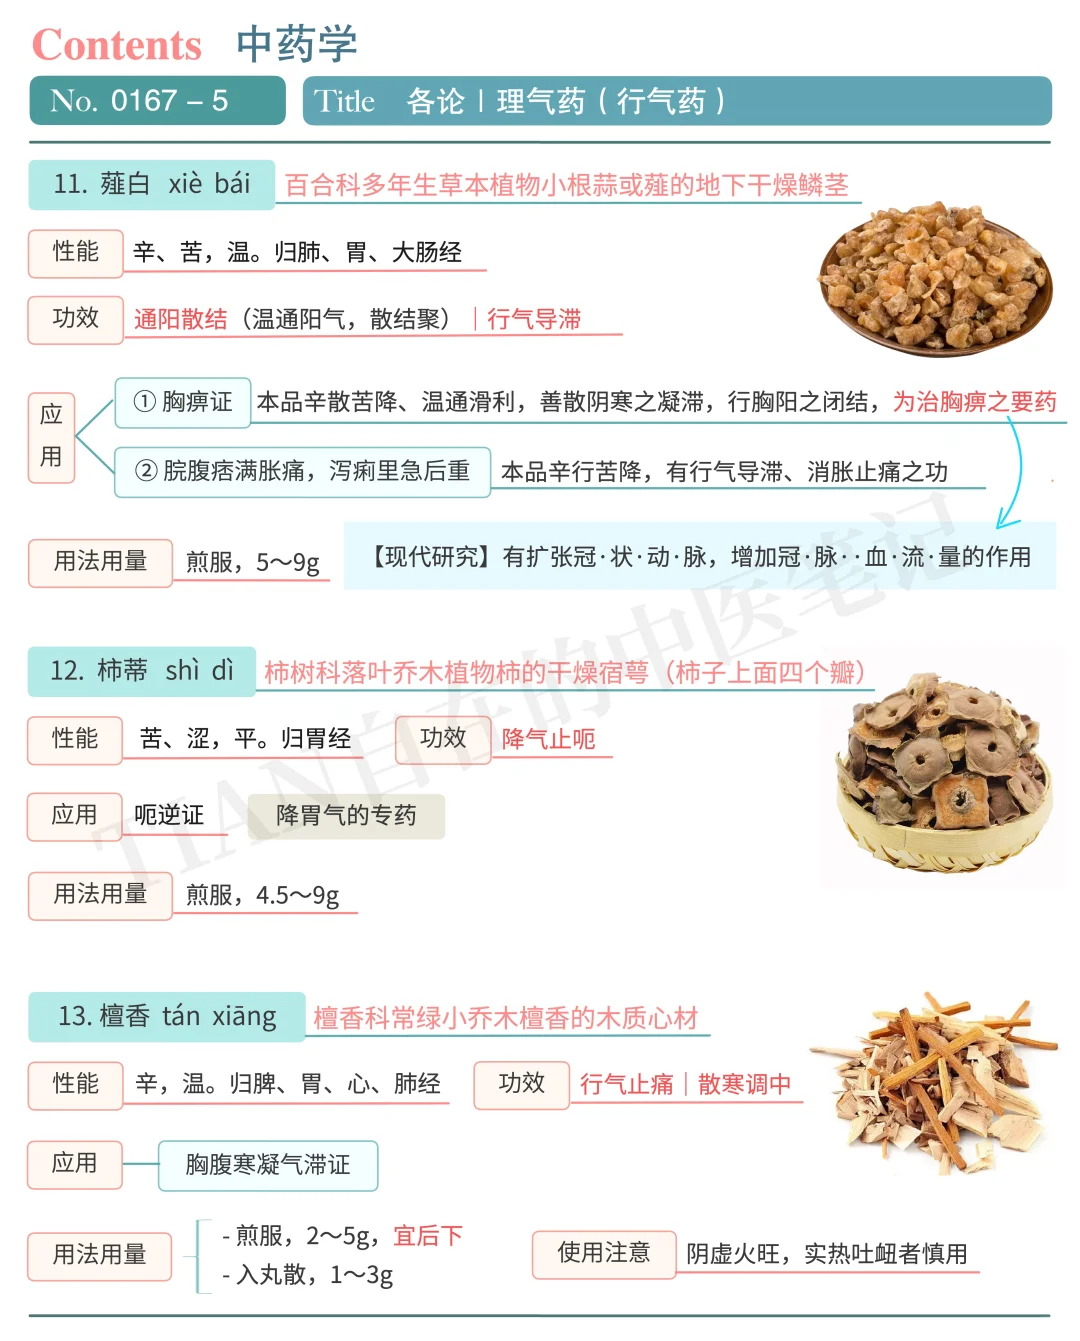 Contents 中药学
No. 0167 – 5
Title 各论 | 理气药（行气药）
11. 薤白 xiè bái 百合科多年生草本植物小根蒜或薤的地下干燥鳞茎
性能 辛、苦，温。归肺、胃、大肠经
功效 通阳散结（温通阳气，散结聚）｜行气导滞
应用
① 胸痹证 本品辛散苦降、温通滑利，善散阴寒之凝滞，行胸阳之闭结，为治胸痹之要药
② 脘腹痞满胀痛，泻痢里急后重 本品辛行苦降，有行气导滞、消胀止痛之功
用法用量 煎服，5～9g
【现代研究】有扩张冠·状·动·脉，增加冠·脉··血·流·量的作用
12. 柿蒂 shì dì 柿树科落叶乔木植物柿的干燥宿萼（柿子上面四个瓣）
性能 苦、涩，平。归胃经 功效 降气止呃
应用 呃逆证 降胃气的专药
用法用量 煎服，4.5～9g
13. 檀香 tán xiāng 檀香科常绿小乔木檀香的木质心材
性能 辛，温。归脾、胃、心、肺经 功效 行气止痛｜散寒调中
应用 胸腹寒凝气滞证
用法用量
- 煎服，2～5g，宜后下
- 入丸散，1～3g
使用注意 阴虚火旺，实热吐衄者慎用
TIAN自在的中医笔记